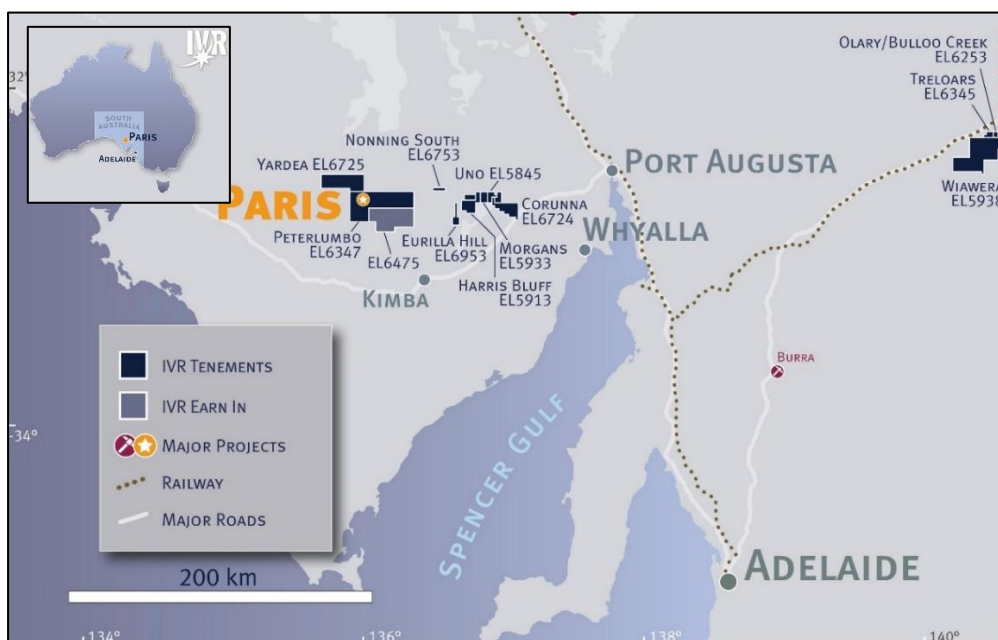 IVR
SOUTH
AUSTRALIA
PARIS
ADELAIDE
32°
OLARY/BULLOO CREEK
EL6253
TRELOARS
EL6345
NONNING SOUTH
EL6753
YARDEA EL6725
UNO EL5845
PORT AUGUSTA
PARIS
CORUNNA
EL6724
WIAWERA
EL5938
PETERLUMBO
EL6347
EL6475
EURILLA HILL
EL6953
MORGANS
EL5933
WHYALLA
HARRIS BLUFF
EL5913
KIMBA
IVR TENEMENTS
IVR EARN IN
MAJOR PROJECTS
RAILWAY
MAJOR ROADS
BURRA
-34°
SPENCER GULF
200 km
ADELAIDE
134°
136°
138°
140°